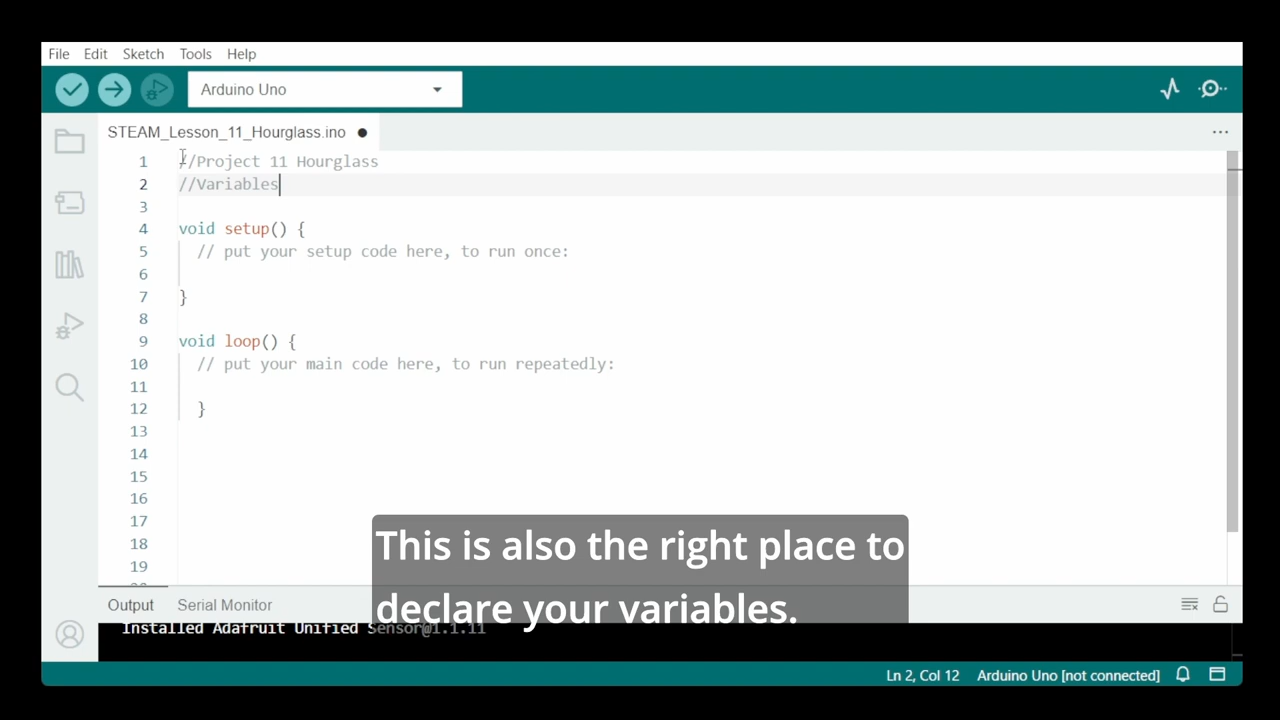 File Edit Sketch Tools Help
Arduino Uno
STEAM_Lesson_11_Hourglass.ino
1 //Project 11 Hourglass
2 //Variables
3
4 void setup() {
5 // put your setup code here, to run once:
6
7 }
8
9 void loop() {
10 // put your main code here, to run repeatedly:
11
12 }
13
14
15
16
17
18
19
This is also the right place to
declare your variables.
Output Serial Monitor
Installed Adafruit Unified Sensor@1.1.11
Ln 2, Col 12 Arduino Uno [not connected]